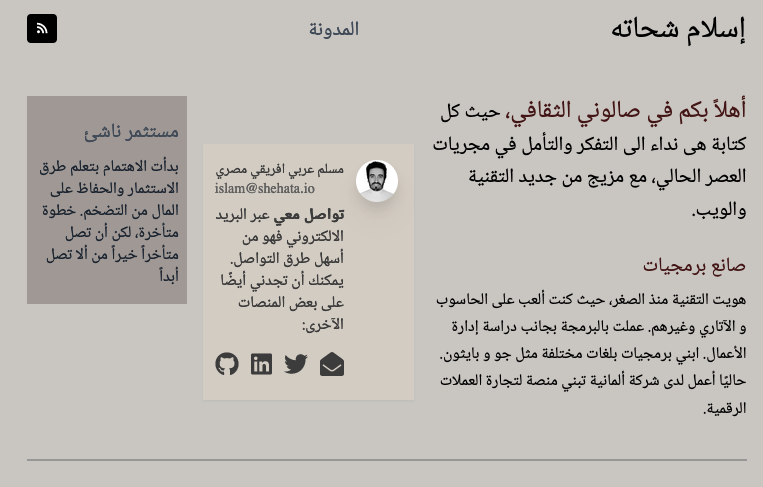 إسلام شحاته
المدونة
أهلاً بكم في صالوني الثقافي، حيث كل
كتابة هى نداء الى التفكر والتأمل في مجريات
العصر الحالي، مع مزيج من جديد التقنية
والويب.
صانع برمجيات
هويت التقنية منذ الصغر، حيث كنت ألعب على الحاسوب
و الآتاري وغيرهم. عملت بالبرمجة بجانب دراسة إدارة
الأعمال. ابني برمجيات بلغات مختلفة مثل جو و بايثون.
حاليًا أعمل لدى شركة ألمانية تبني منصة لتجارة العملات
الرقمية.
مسلم عربي افريقي مصري
islam@shehata.io
تواصل معي عبر البريد
الالكتروني فهو من
أسهل طرق التواصل.
يمكنك أن تجدني أيضًا
على بعض المنصات
الآخرى:
مستثمر ناشئ
بدأت الاهتمام بتعلم طرق
الاستثمار والحفاظ على
المال من التضخم. خطوة
متأخرة، لكن أن تصل
متأخراً خيراً من ألا تصل
أبداً